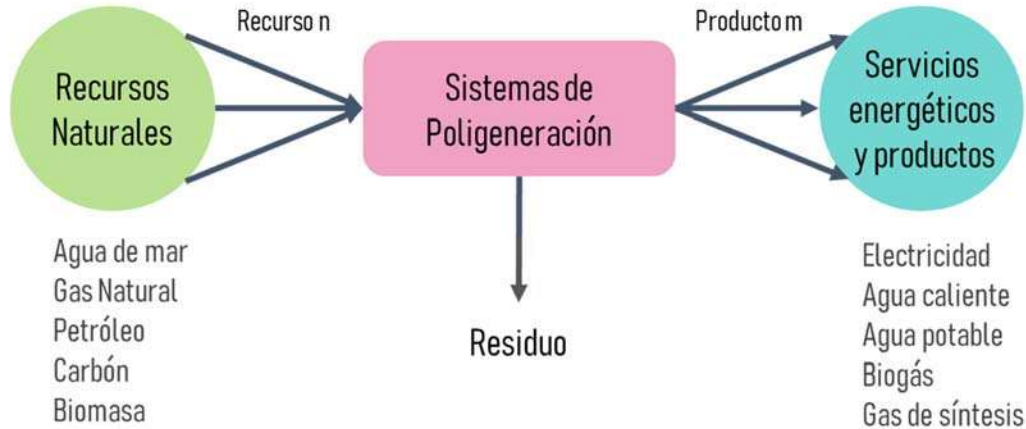 Recurso n
Producto m
Recursos
Naturales
Sistemas de
Poligeneración
Servicios
energéticos
y productos
Agua de mar
Gas Natural
Petróleo
Carbón
Biomasa
Residuo
Electricidad
Agua caliente
Agua potable
Biogás
Gas de síntesis